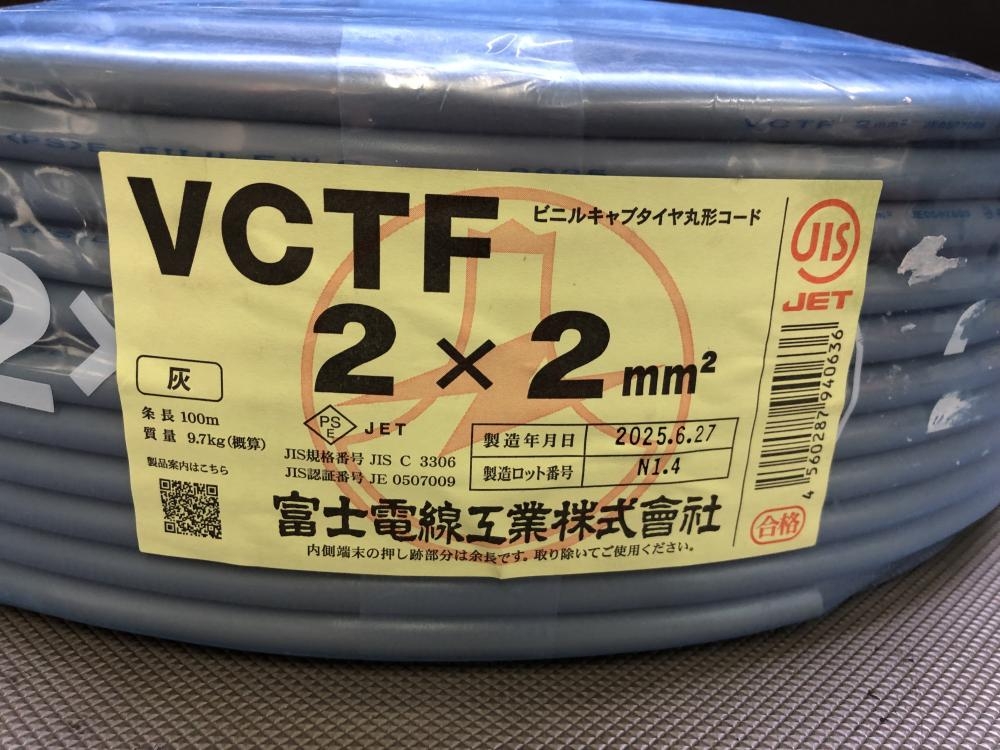 VCTF 2mm²
<PS>E FUJI E.W.C.
VCTF
ビニルキャブタイヤ丸形コード
2×2mm²
JIS
JET
灰
条長 100m
質量 9.7kg(概算)
PS
E
JET
JIS規格番号 JIS C 3306
JIS認証番号 JE 0507009
製造年月日 2025.6.27
製造ロット番号 N1.4
製品案内はこちら
富士電線工業株式會社
内側端末の押し跡部分は余長です。取り除いてご使用ください。
4560287940636
合格